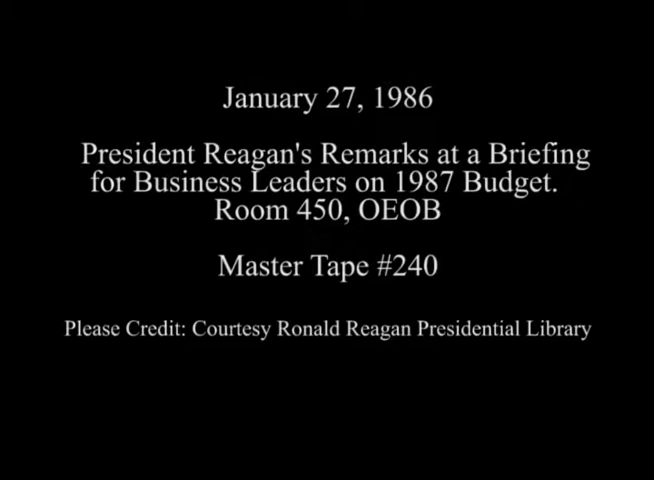 January 27, 1986
President Reagan's Remarks at a Briefing
for Business Leaders on 1987 Budget.
Room 450, OEOB
Master Tape #240
Please Credit: Courtesy Ronald Reagan Presidential Library